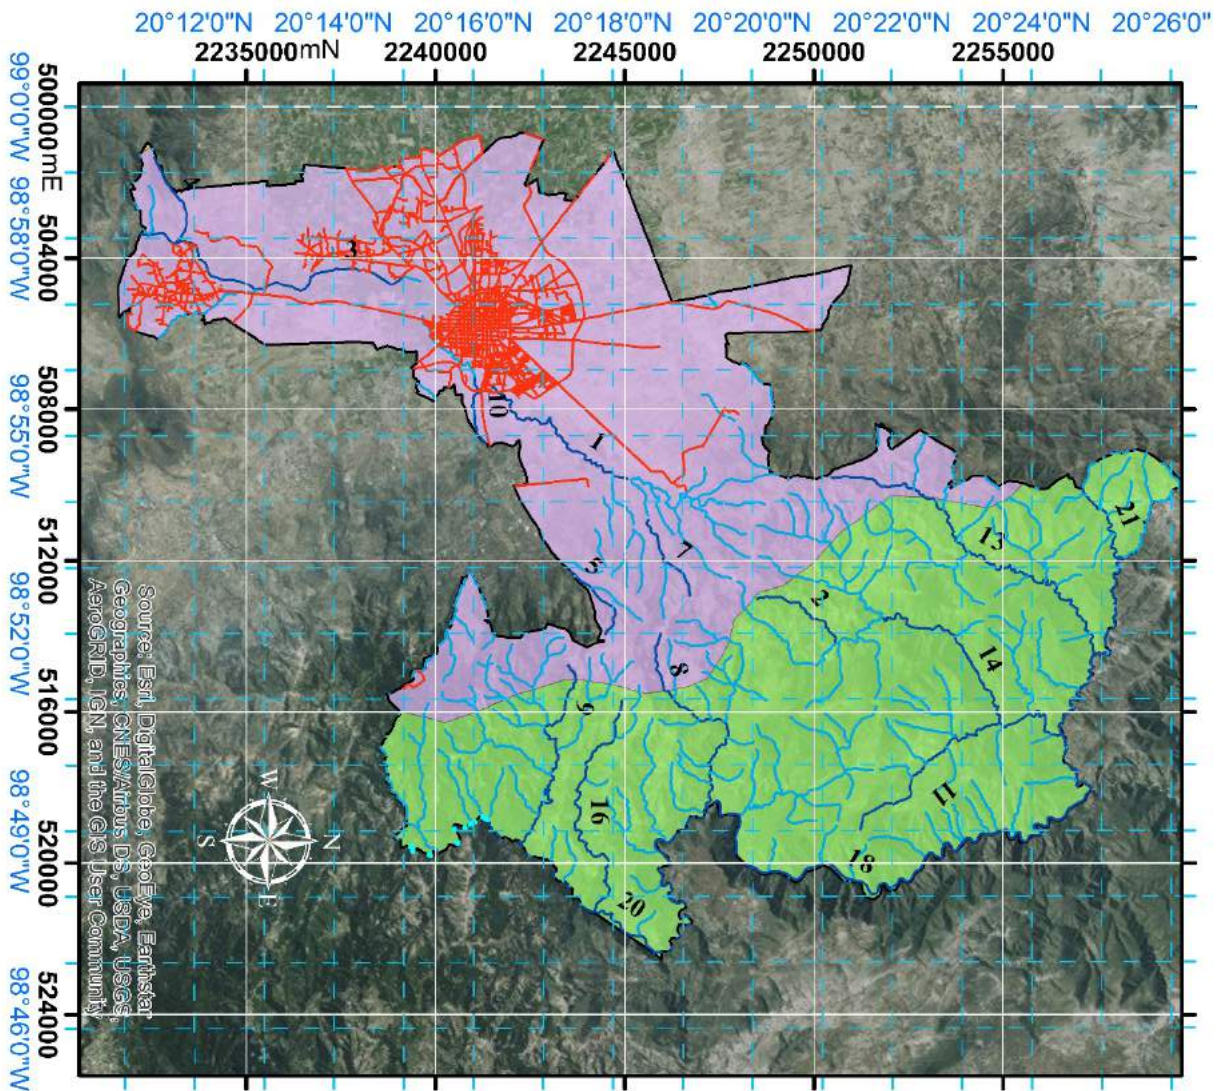 20°12'0"N 20°14'0"N 20°16'0"N 20°18'0"N 20°20'0"N 20°22'0"N 20°24'0"N 20°26'0"
2235000mN 2240000 2245000 2250000 2255000
99°0'0"W 98°58'0"W 98°55'0"W 98°52'0"W 98°49'0"W 98°46'0"W
500000mE 504000 508000 512000 516000 520000 524000
3
10
1
21
13
7
5
2
14
8
9
11
16
18
20
W
S N
E
Source: Esri, DigitalGlobe, GeoEye, Earthstar
Geographics, CNES/Airbus DS, USDA, USGS,
AeroGRID, IGN, and the GIS User Community